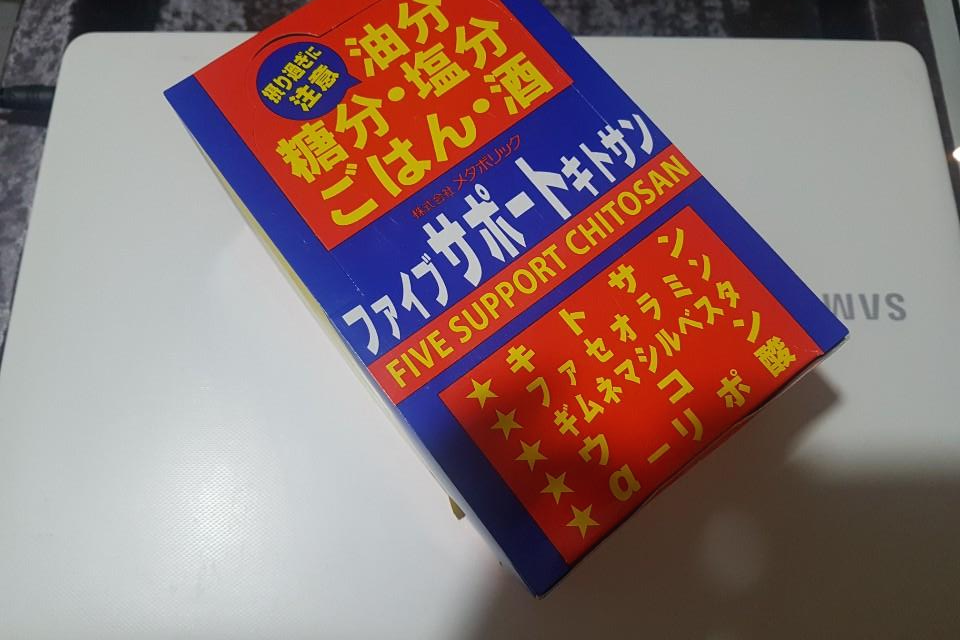 摂り過ぎに
注意
油分
糖分・塩分
ごはん・酒
株式会社 メタボリック
ファイブサポートキトサン
FIVE SUPPORT CHITOSAN
★キトサン
★ファセオラミン
★ギムネマシルベスタ
★ウコン
★α－リポ酸
SAM